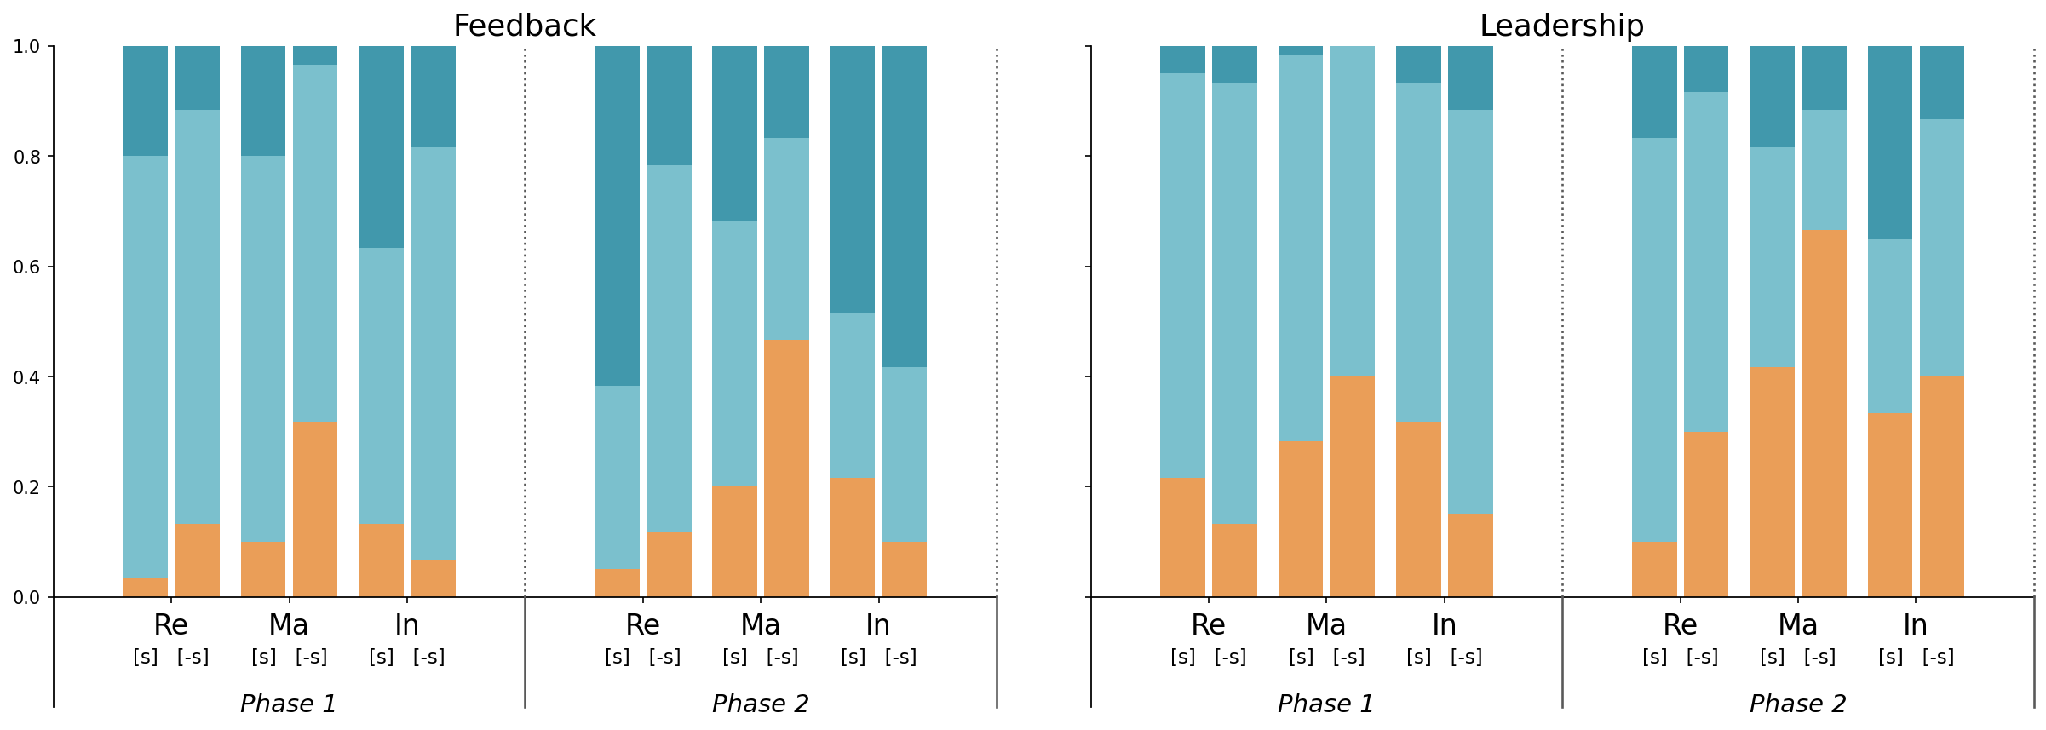 Feedback Leadership
1.0
0.8
0.6
0.4
0.2
0.0
Re Ma In Re Ma In Re Ma In Re Ma In
[s] [-s] [s] [-s] [s] [-s] [s] [-s] [s] [-s] [s] [-s] [s] [-s] [s] [-s] [s] [-s] [s] [-s] [s] [-s] [s] [-s]
Phase 1 Phase 2 Phase 1 Phase 2